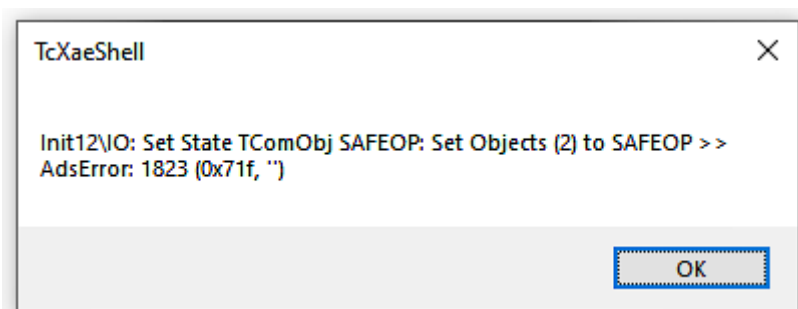 TcXaeShell
Init12\IO: Set State TComObj SAFEOP: Set Objects (2) to SAFEOP >>
AdsError: 1823 (0x71f, '')
OK